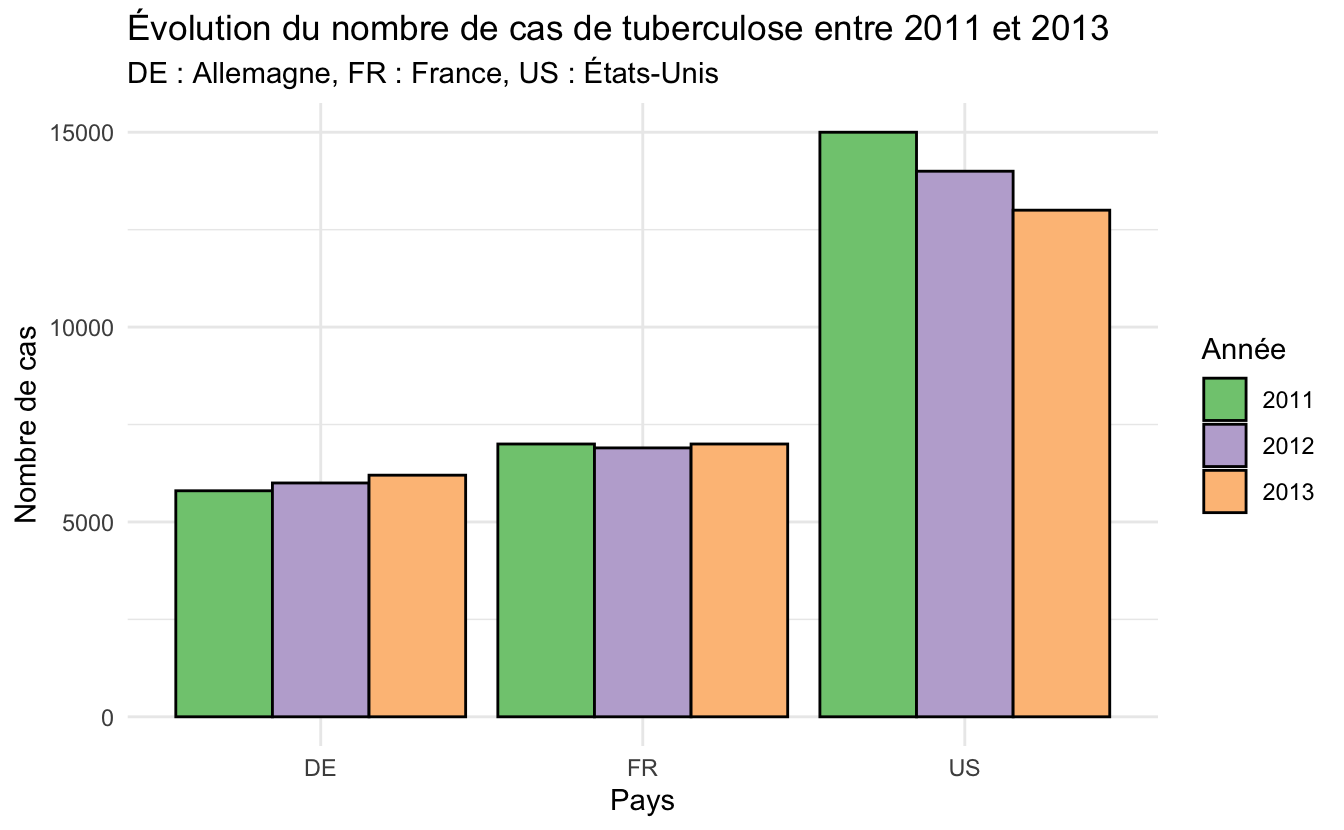 Évolution du nombre de cas de tuberculose entre 2011 et 2013
DE : Allemagne, FR : France, US : États-Unis
Nombre de cas
15000
10000
5000
0
DE
FR
US
Pays
Année
2011
2012
2013